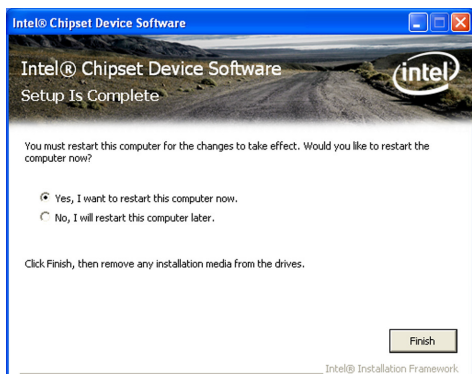 Intel® Chipset Device Software
Intel® Chipset Device Software
Setup Is Complete
intel
You must restart this computer for the changes to take effect. Would you like to restart the
computer now?
Yes, I want to restart this computer now.
No, I will restart this computer later.
Click Finish, then remove any installation media from the drives.
Finish
Intel® Installation Framework